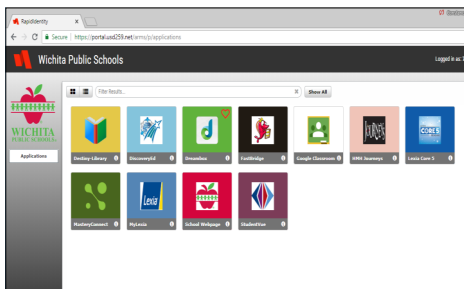 RapidIdentity
Secure | https://portal.usd259.net/arms/p/applications
Wichita Public Schools
Logged in as:
Filter Results...
Show All
WICHITA
PUBLIC SCHOOLS
Applications
Destiny-Library
DiscoveryEd
Dreambox
FastBridge
Google Classroom
HMH Journeys
Lexia Core 5
CORE5
Lexia
MasteryConnect
MyLexia
School Webpage
StudentVue